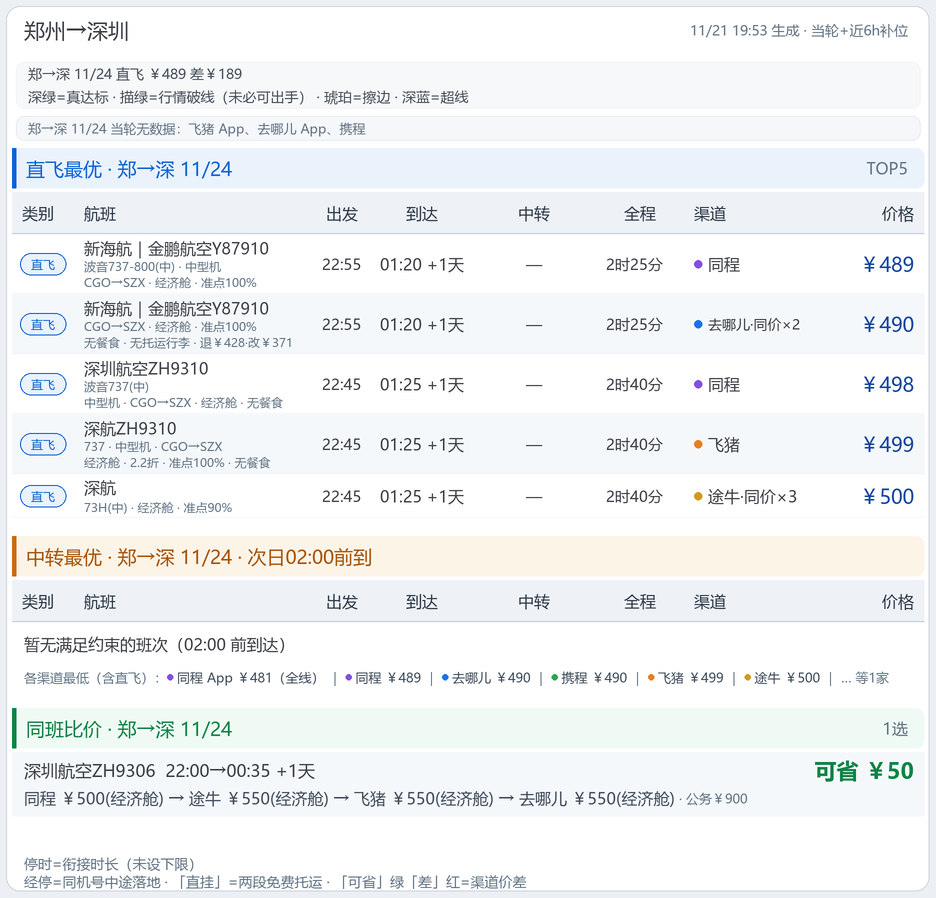 郑州→深圳 11/21 19:53 生成 · 当轮+近6h补位
郑→深 11/24 直飞 ¥489 差¥189
深绿=真达标 · 描绿=行情破线（未必可出手） · 琥珀=擦边 · 深蓝=超线
郑→深 11/24 当轮无数据：飞猪 App、去哪儿 App、携程
直飞最优 · 郑→深 11/24 TOP5
类别 航班 出发 到达 中转 全程 渠道 价格
新海航｜金鹏航空Y87910
直飞 波音737-800(中) · 中型机 22:55 01:20 +1天 — 2时25分 同程 ¥489
CGO→SZX · 经济舱 · 准点100%
新海航｜金鹏航空Y87910
直飞 CGO→SZX · 经济舱 · 准点100% 22:55 01:20 +1天 — 2时25分 去哪儿·同价×2 ¥490
无餐食 · 无托运行李 · 退¥428·改¥371
深圳航空ZH9310
直飞 波音737(中) 22:45 01:25 +1天 — 2时40分 同程 ¥498
中型机 · CGO→SZX · 经济舱 · 无餐食
深航ZH9310
直飞 737 · 中型机 · CGO→SZX 22:45 01:25 +1天 — 2时40分 飞猪 ¥499
经济舱 · 2.2折 · 准点100% · 无餐食
深航
直飞 73H(中) · 经济舱 · 准点90% 22:45 01:25 +1天 — 2时40分 途牛·同价×3 ¥500
中转最优 · 郑→深 11/24 · 次日02:00前到
类别 航班 出发 到达 中转 全程 渠道 价格
暂无满足约束的班次（02:00 前到达）
各渠道最低（含直飞）: 同程 App ¥481（全线） | 同程 ¥489 | 去哪儿 ¥490 | 携程 ¥490 | 飞猪 ¥499 | 途牛 ¥500 | ... 等1家
同班比价 · 郑→深 11/24 1选
深圳航空ZH9306 22:00→00:35 +1天 可省 ¥50
同程 ¥500(经济舱) → 途牛 ¥550(经济舱) → 飞猪 ¥550(经济舱) → 去哪儿 ¥550(经济舱) · 公务¥900
停时=衔接时长（未设下限）
经停=同机号中途落地 · 「直挂」=两段免费托运 · 「可省」绿「差」红=渠道价差